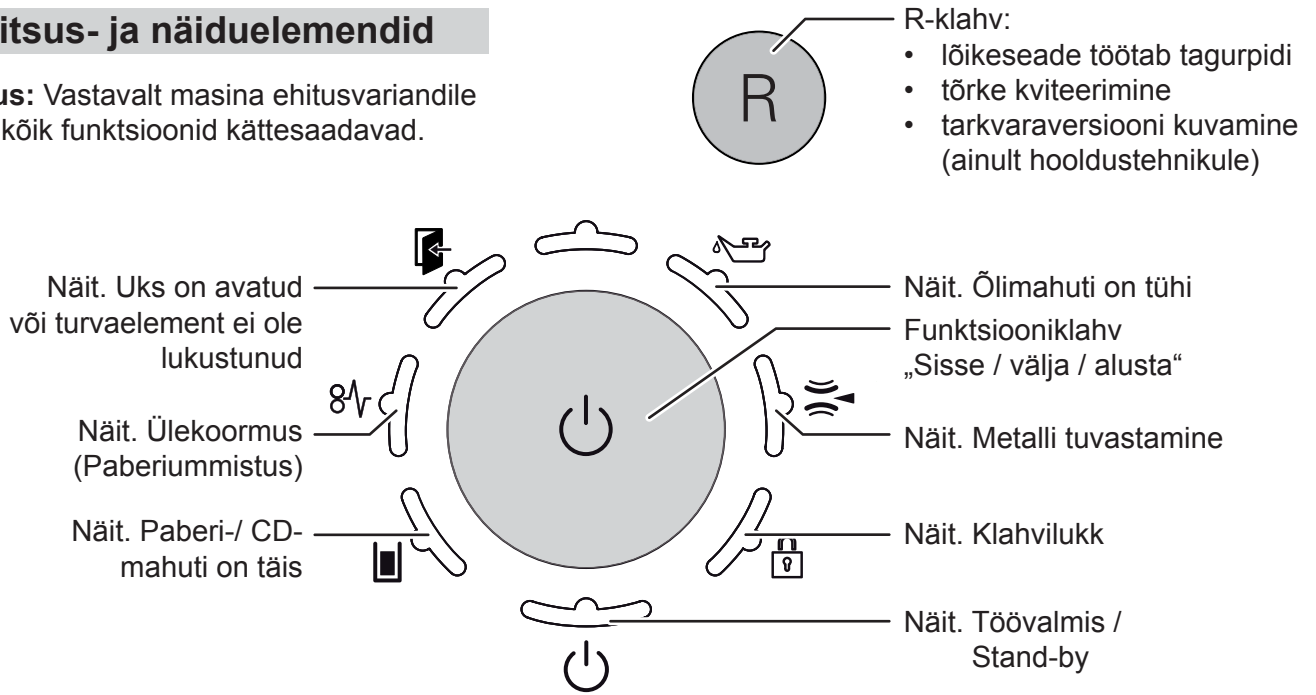 itsus- ja näiduelemendid
us: Vastavalt masina ehitusvariandile
kõik funktsioonid kättesaadavad.
R
R-klahv:
• lõikeseade töötab tagurpidi
• tõrke kviteerimine
• tarkvaraversiooni kuvamine
(ainult hooldustehnikule)
Näit. Uks on avatud
või turvaelement ei ole
lukustunud
Näit. Ülekoormus
(Paberiummistus)
Näit. Paberi-/ CD-
mahuti on täis
Näit. Õlimahuti on tühi
Funktsiooniklahv
„Sisse / välja / alusta“
Näit. Metalli tuvastamine
Näit. Klahvilukk
Näit. Töövalmis /
Stand-by